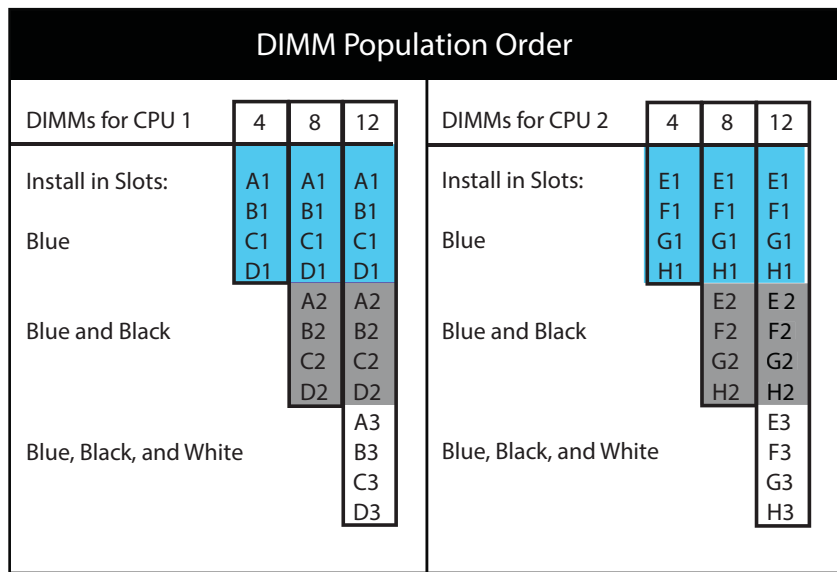 DIMM Population Order
DIMMs for CPU 1 4 8 12
Install in Slots: A1 A1 A1
B1 B1 B1
Blue C1 C1 C1
D1 D1 D1
A2 A2
Blue and Black B2 B2
C2 C2
D2 D2
A3
Blue, Black, and White B3
C3
D3
DIMMs for CPU 2 4 8 12
Install in Slots: E1 E1 E1
F1 F1 F1
Blue G1 G1 G1
H1 H1 H1
E2 E 2
Blue and Black F2 F2
G2 G2
H2 H2
E3
Blue, Black, and White F3
G3
H3